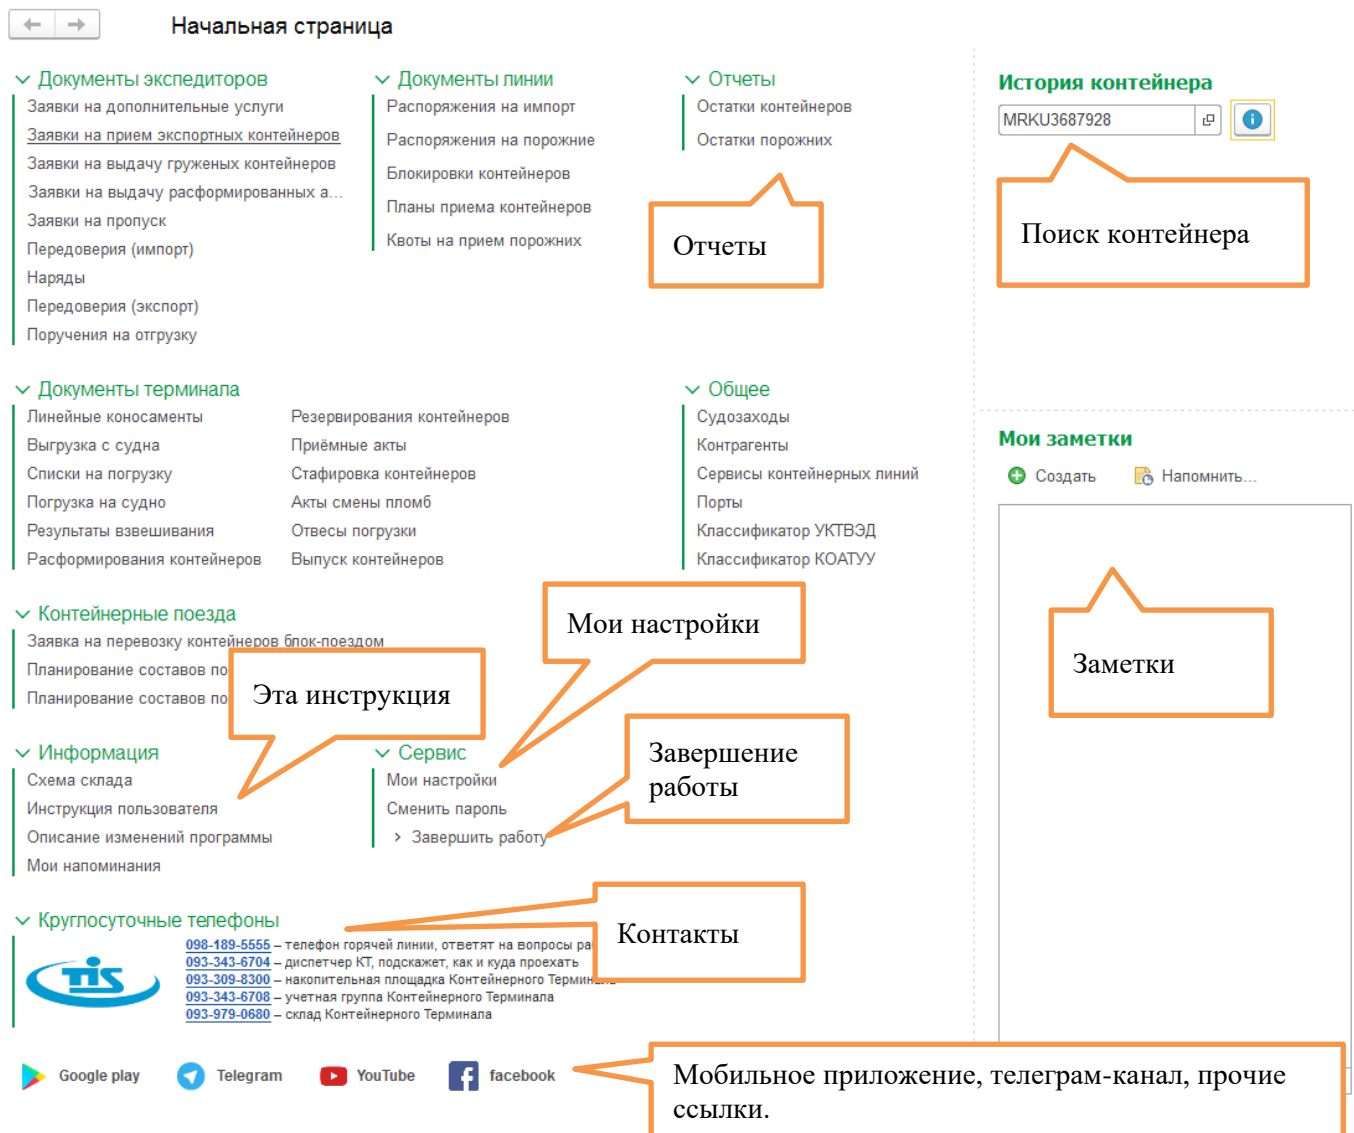 Начальная страница
Документы экспедиторов
Заявки на дополнительные услуги
Заявки на прием экспортных контейнеров
Заявки на выдачу груженых контейнеров
Заявки на выдачу расформированных а...
Заявки на пропуск
Передоверия (импорт)
Наряды
Передоверия (экспорт)
Поручения на отгрузку
Документы линии
Распоряжения на импорт
Распоряжения на порожние
Блокировки контейнеров
Планы приема контейнеров
Квоты на прием порожних
Отчеты
Остатки контейнеров
Остатки порожних
Отчеты
История контейнера
MRKU3687928
Поиск контейнера
Документы терминала
Линейные коносаменты
Выгрузка с судна
Списки на погрузку
Погрузка на судно
Результаты взвешивания
Расформирования контейнеров
Резервирования контейнеров
Приёмные акты
Стафировка контейнеров
Акты смены пломб
Отвесы погрузки
Выпуск контейнеров
Общее
Судозаходы
Контрагенты
Сервисы контейнерных линий
Порты
Классификатор УКТВЭД
Классификатор КОАТУУ
Мои заметки
Создать
Напомнить...
Заметки
Контейнерные поезда
Заявка на перевозку контейнеров блок-поездом
Планирование составов по
Планирование составов по
Эта инструкция
Мои настройки
Завершение
работы
Информация
Схема склада
Инструкция пользователя
Описание изменений программы
Мои напоминания
Сервис
Мои настройки
Сменить пароль
Завершить работу
Круглосуточные телефоны
TIS
098-189-5555 – телефон горячей линии, ответят на вопросы
093-343-6704 – диспетчер КТ, подскажет, как и куда проехать
093-309-8300 – накопительная площадка Контейнерного Терминала
093-343-6708 – учетная группа Контейнерного Терминала
093-979-0680 – склад Контейнерного Терминала
Контакты
Google play
Telegram
YouTube
facebook
Мобильное приложение, телеграм-канал, прочие
ссылки.